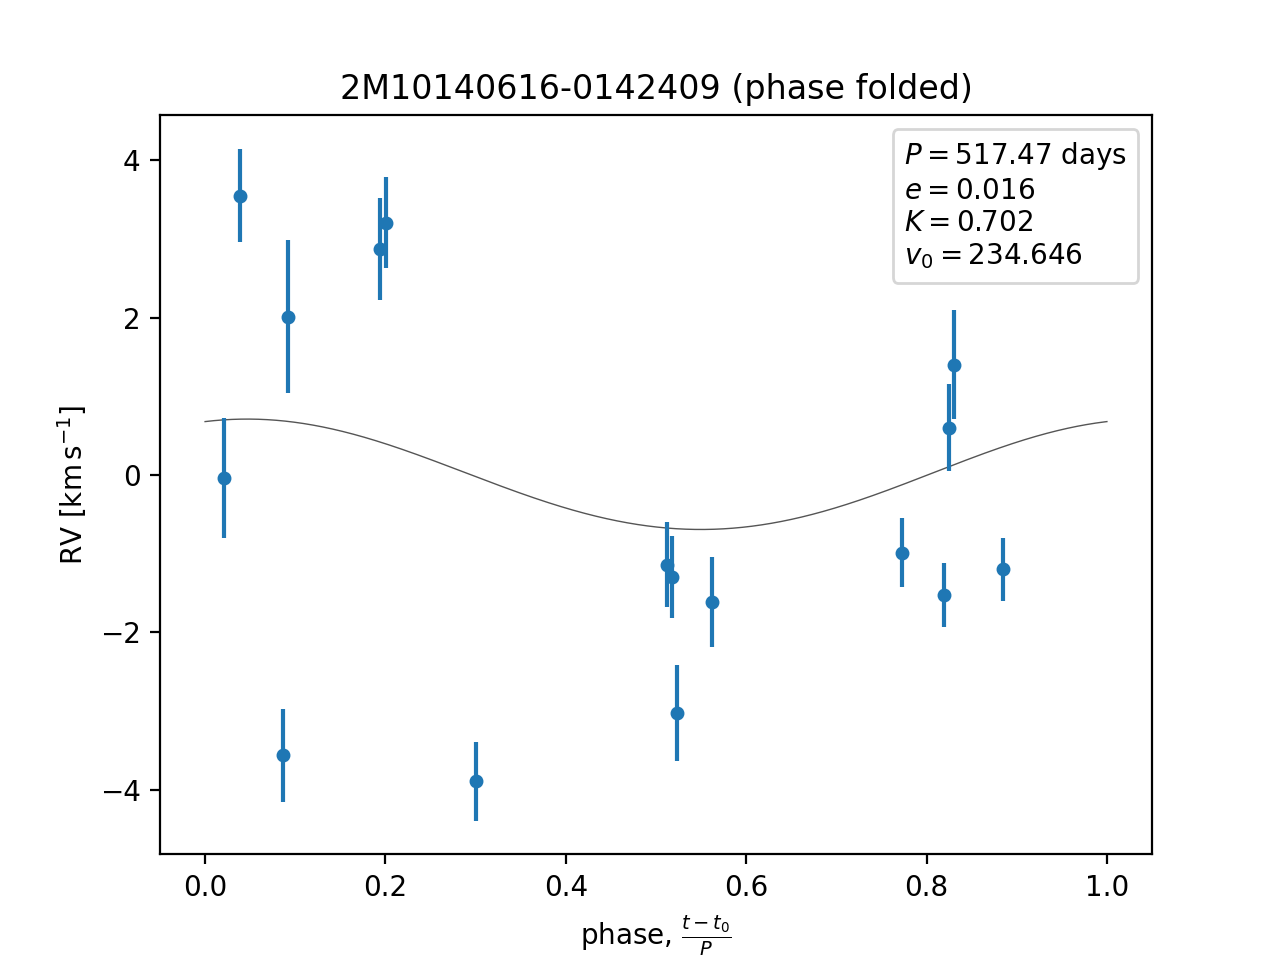 2M10140616-0142409 (phase folded)
P = 517.47 days
e = 0.016
K = 0.702
v₀ = 234.646
4
2
0
−2
−4
RV [km s⁻¹]
0.0 0.2 0.4 0.6 0.8 1.0
phase, (t − t₀)/P